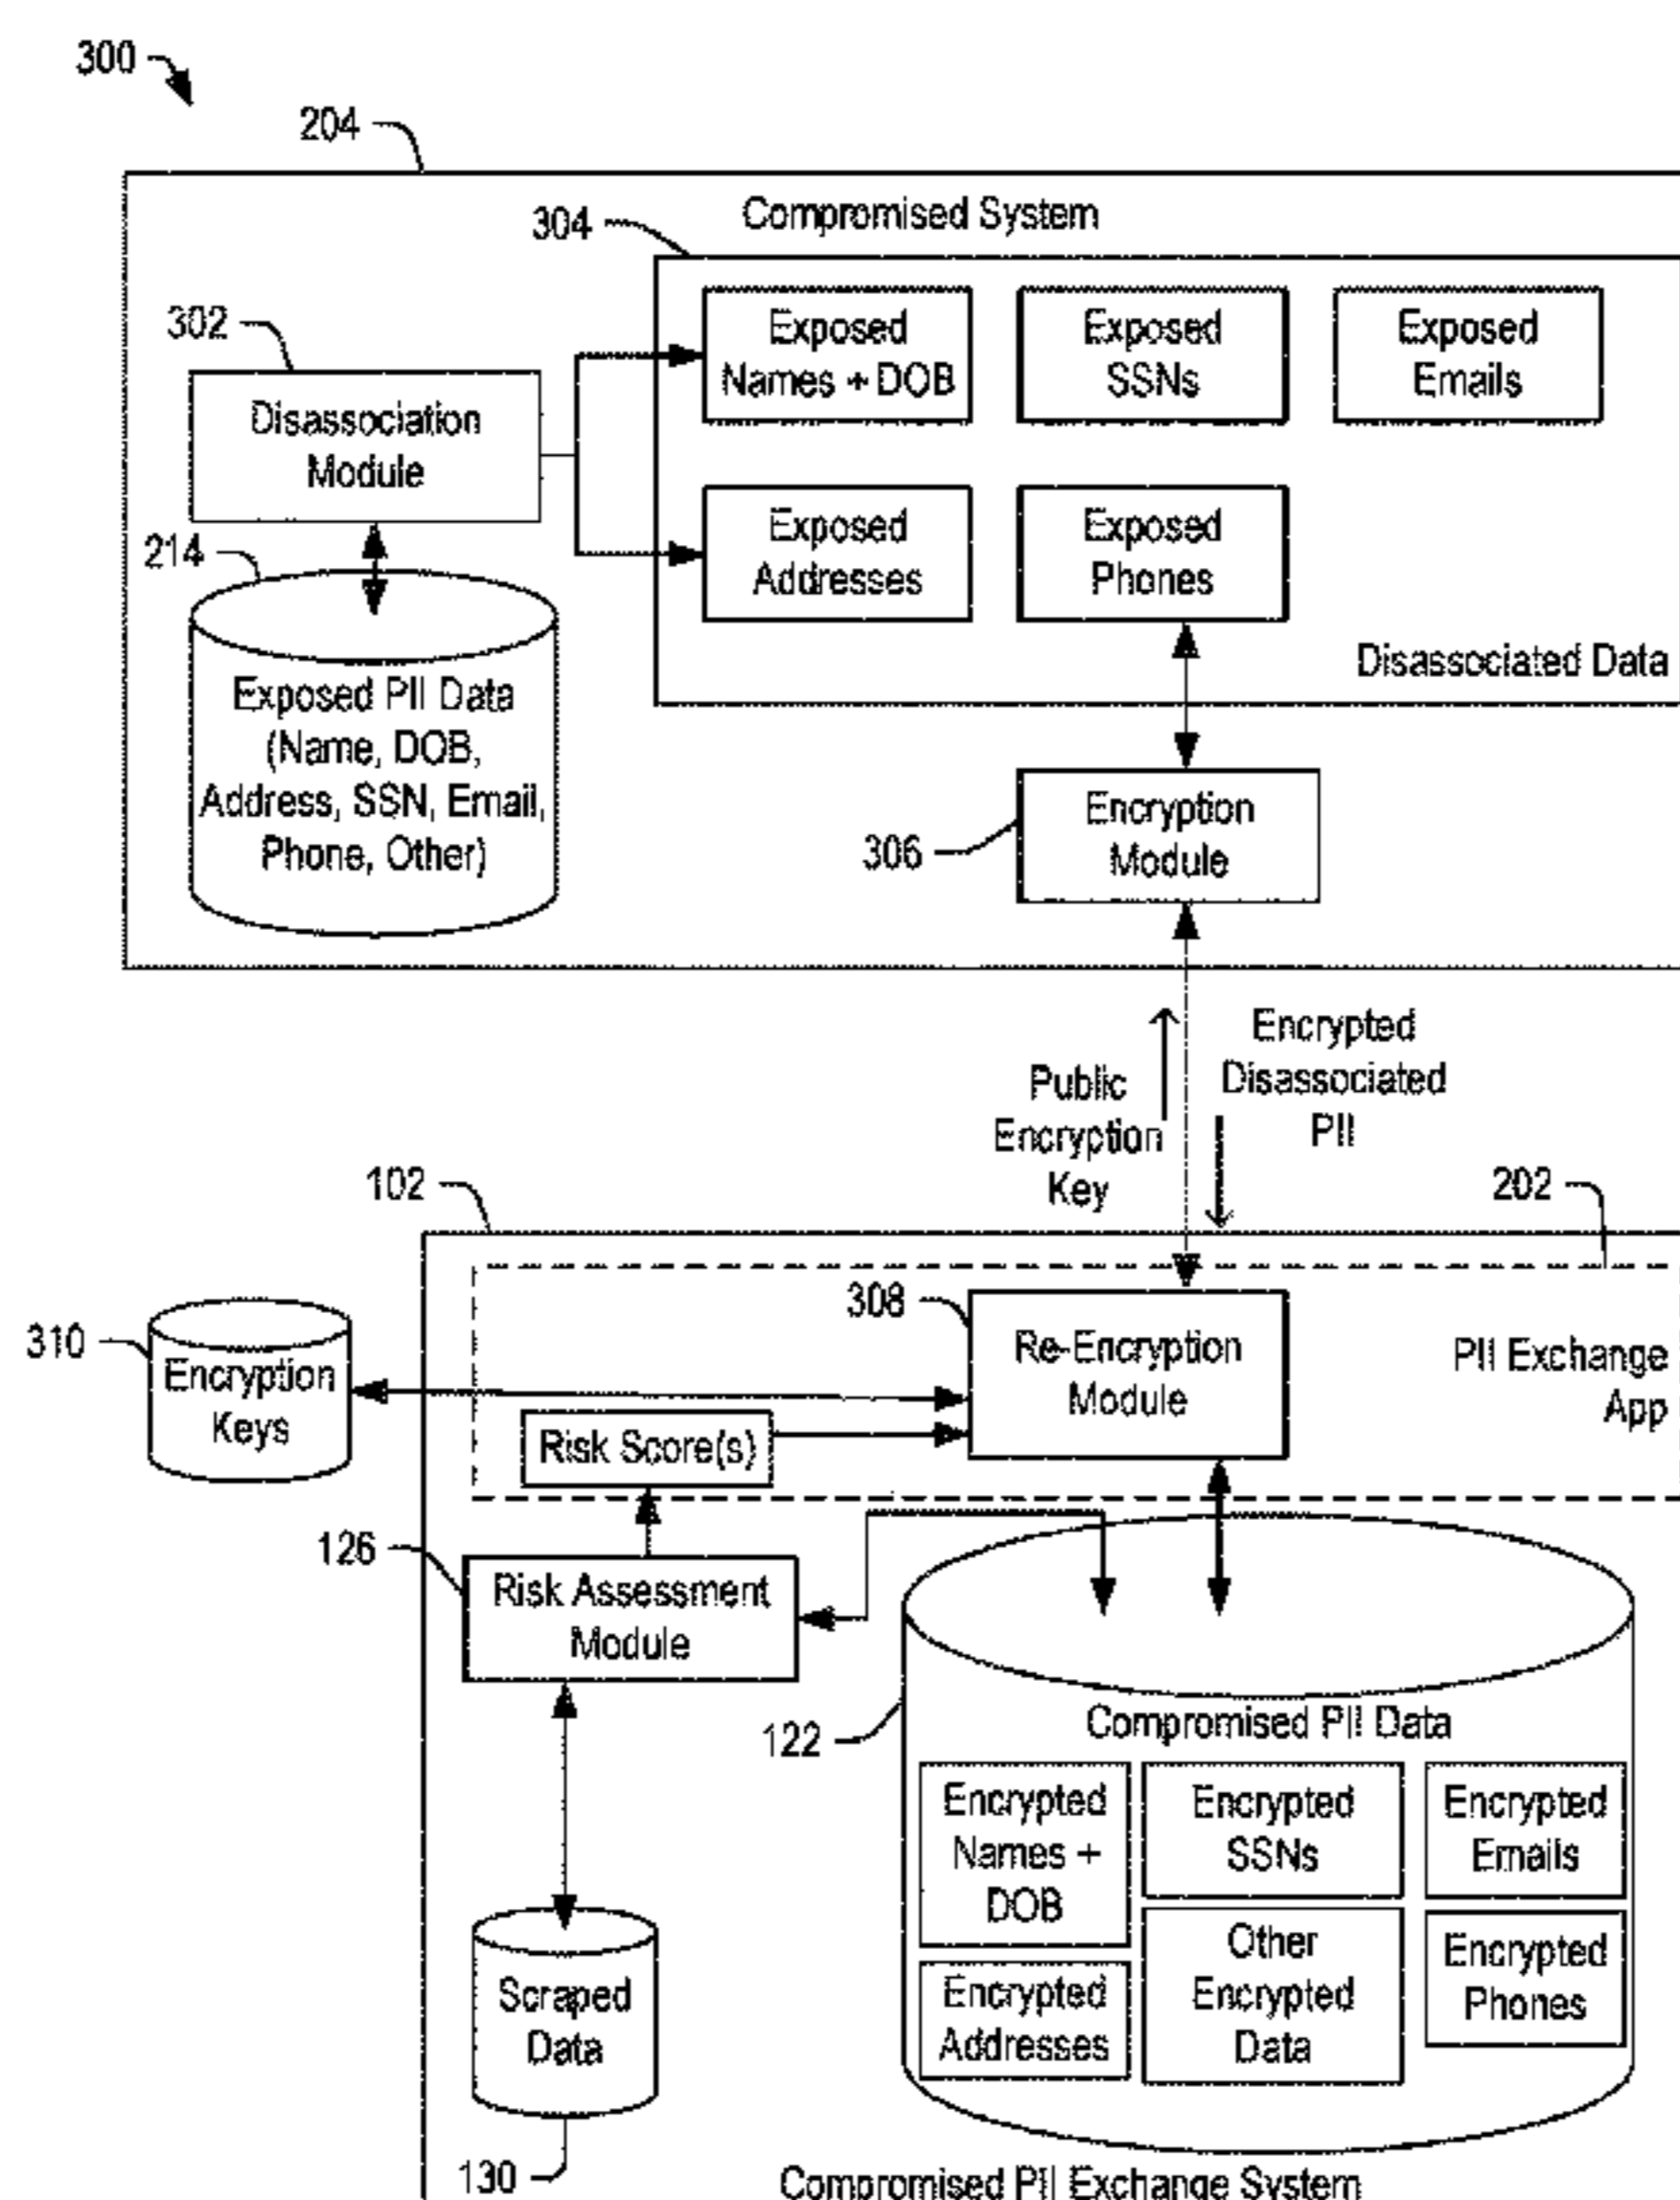 300
204
Compromised System
304
Exposed
Names + DOB
Exposed
SSNs
Exposed
Emails
302
Disassociation
Module
Exposed
Addresses
Exposed
Phones
214
Disassociated Data
Exposed PII Data
(Name, DOB,
Address, SSN, Email,
Phone, Other)
306
Encryption
Module
Public
Encryption
Key
Encrypted
Disassociated
PII
102
202
308
310
Encryption
Keys
Re-Encryption
Module
PII Exchange
App
Risk Score(s)
126
Risk Assessment
Module
122
Compromised PII Data
Encrypted
Names +
DOB
Encrypted
SSNs
Encrypted
Emails
Encrypted
Addresses
Other
Encrypted
Data
Encrypted
Phones
Scraped
Data
130
Compromised PII Exchange System